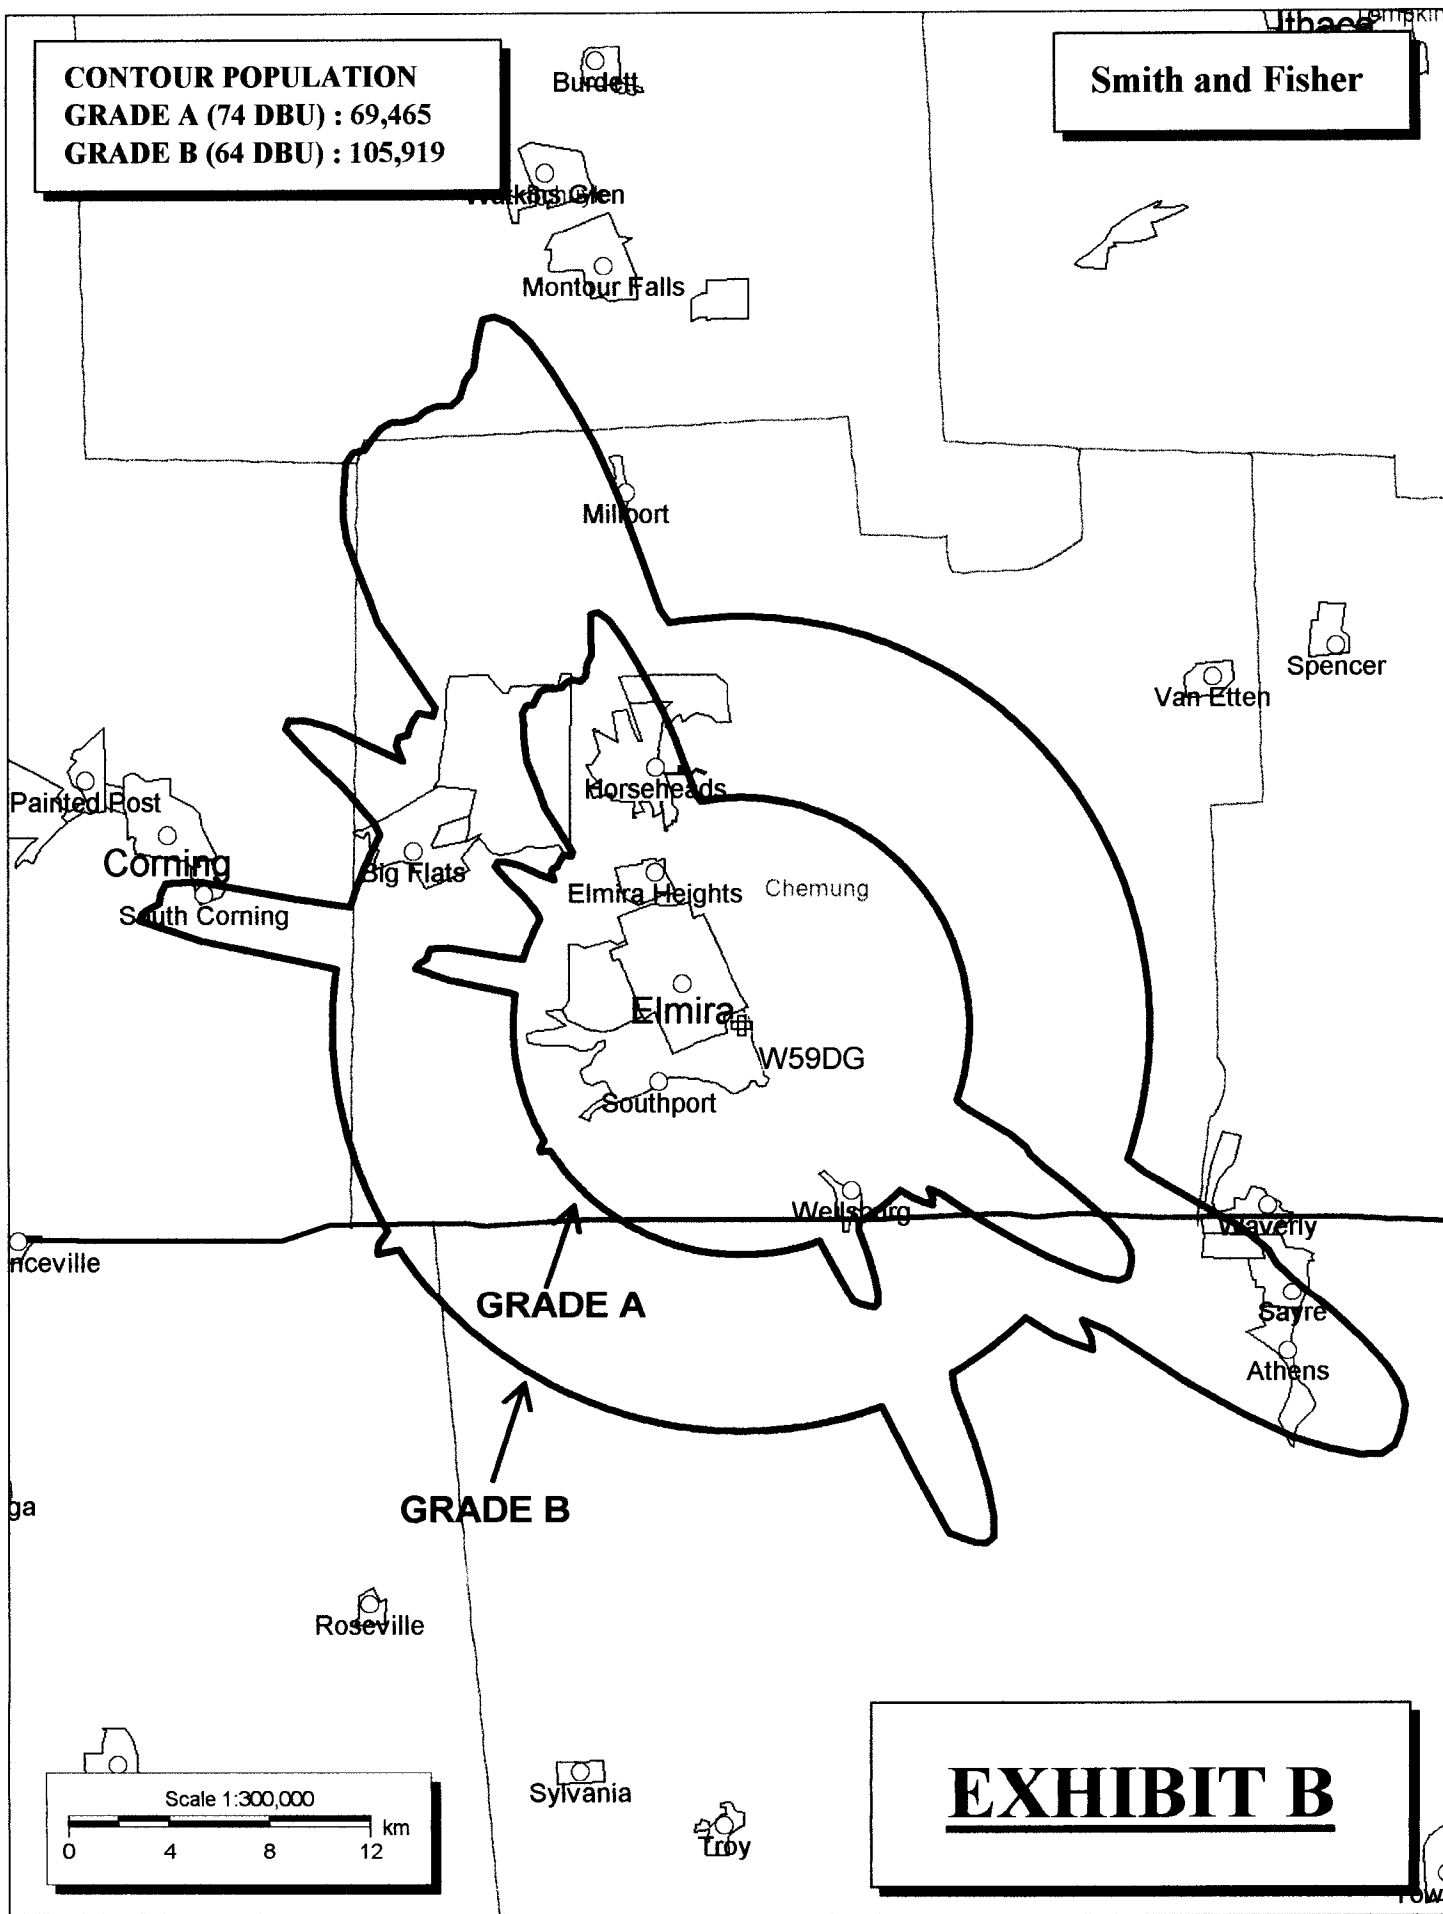 CONTOUR POPULATION
GRADE A (74 DBU) : 69,465
GRADE B (64 DBU) : 105,919
Smith and Fisher
Ithaca
Burdett
Watkins Glen
Montour Falls
Millport
Spencer
Van Etten
Painted Post
Horseheads
Corning
Big Flats
Elmira Heights
Chemung
South Corning
Elmira
W59DG
Southport
Wellsburg
Waverly
nceville
GRADE A
Sayre
Athens
GRADE B
ga
Roseville
Sylvania
Troy
EXHIBIT B
Scale 1:300,000
km
0 4 8 12